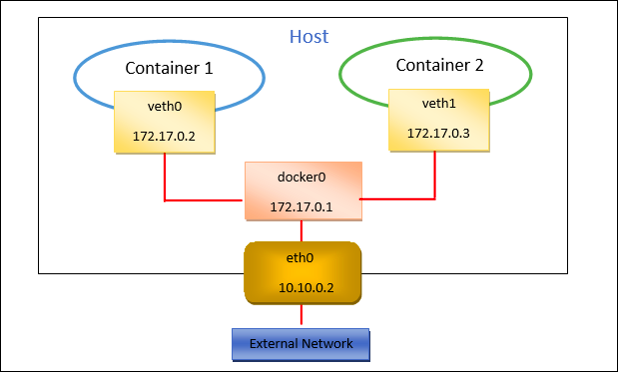 Host
Container 1
Container 2
veth0
172.17.0.2
veth1
172.17.0.3
docker0
172.17.0.1
eth0
10.10.0.2
External Network